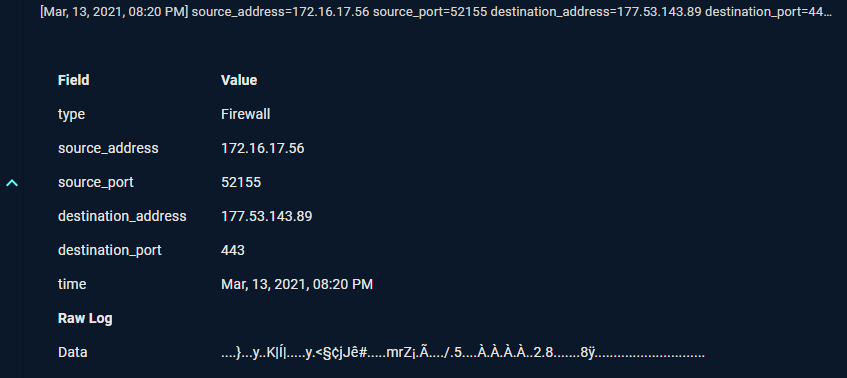 [Mar, 13, 2021, 08:20 PM] source_address=172.16.17.56 source_port=52155 destination_address=177.53.143.89 destination_port=44...
Field Value
type Firewall
source_address 172.16.17.56
source_port 52155
destination_address 177.53.143.89
destination_port 443
time Mar, 13, 2021, 08:20 PM
Raw Log
Data ....}...y..K|Í|.....y.<§¢jJê#.....mrZ¡.Ã..../.5....À.À.À.À..2.8.......8ÿ............................